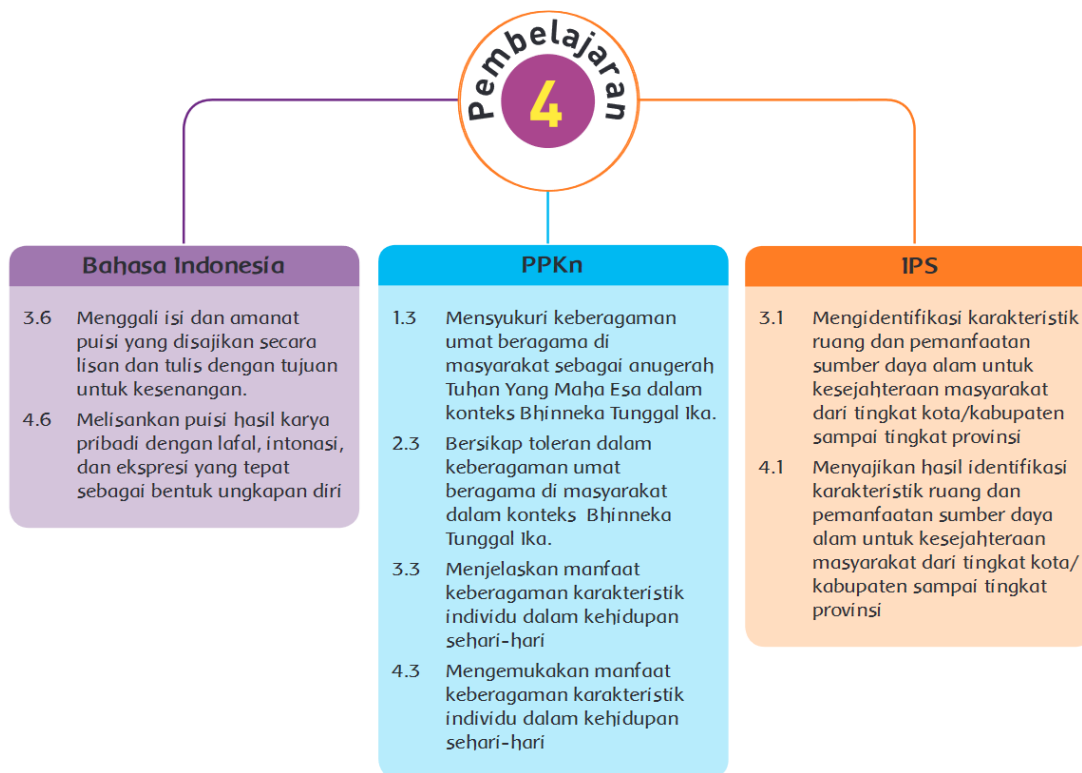 Pembelajaran
4
Bahasa Indonesia
3.6 Menggali isi dan amanat
puisi yang disajikan secara
lisan dan tulis dengan tujuan
untuk kesenangan.
4.6 Melisankan puisi hasil karya
pribadi dengan lafal, intonasi,
dan ekspresi yang tepat
sebagai bentuk ungkapan diri
PPKn
1.3 Mensyukuri keberagaman
umat beragama di
masyarakat sebagai anugerah
Tuhan Yang Maha Esa dalam
konteks Bhinneka Tunggal Ika.
2.3 Bersikap toleran dalam
keberagaman umat
beragama di masyarakat
dalam konteks Bhinneka
Tunggal Ika.
3.3 Menjelaskan manfaat
keberagaman karakteristik
individu dalam kehidupan
sehari-hari
4.3 Mengemukakan manfaat
keberagaman karakteristik
individu dalam kehidupan
sehari-hari
IPS
3.1 Mengidentifikasi karakteristik
ruang dan pemanfaatan
sumber daya alam untuk
kesejahteraan masyarakat
dari tingkat kota/kabupaten
sampai tingkat provinsi
4.1 Menyajikan hasil identifikasi
karakteristik ruang dan
pemanfaatan sumber daya
alam untuk kesejahteraan
masyarakat dari tingkat kota/
kabupaten sampai tingkat
provinsi